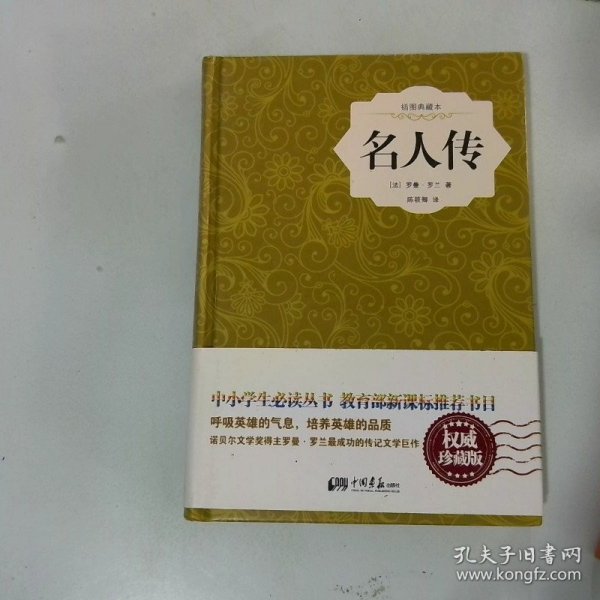 插图典藏本
名人传
[法] 罗曼·罗兰 著
陈筱卿 译
中小学生必读丛书 教育部新课标推荐书目
呼吸英雄的气息，培养英雄的品质
诺贝尔文学奖得主罗曼·罗兰最成功的传记文学巨作
权威
珍藏版
中国画报出版社
孔夫子旧书网
www.kongfz.com